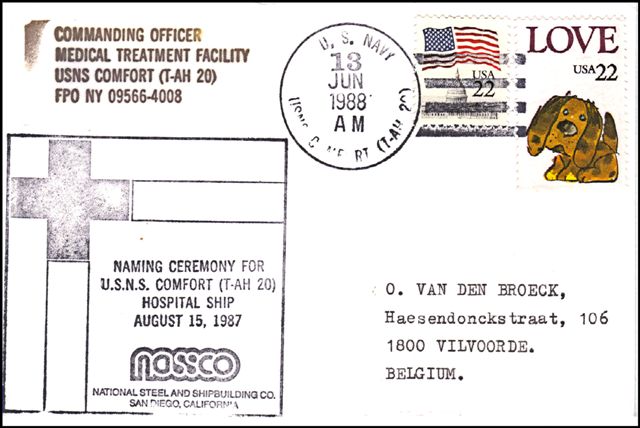 COMMANDING OFFICER
MEDICAL TREATMENT FACILITY
USNS COMFORT (T-AH 20)
FPO NY 09566-4008
U. S. NAVY
13
JUN
1988
AM
(T-AH 20)
USA
22
LOVE
USA 22
NAMING CEREMONY FOR
U.S.N.S. COMFORT (T-AH 20)
HOSPITAL SHIP
AUGUST 15, 1987
nassco
NATIONAL STEEL AND SHIPBUILDING CO.
SAN DIEGO, CALIFORNIA
O. VAN DEN BROECK,
Haesendonckstraat, 106
1800 VILVOORDE.
BELGIUM.